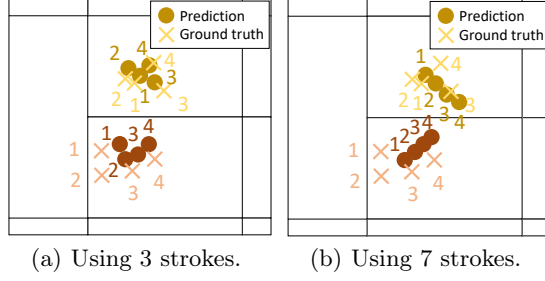 Prediction
Ground truth
2 4
4
3
2 1 1 3
1 3 4
1
2
2 3 4
Prediction
Ground truth
1 4
2 1 2 3
3 4
3 4
1 2
1
2 3 4
(a) Using 3 strokes.
(b) Using 7 strokes.